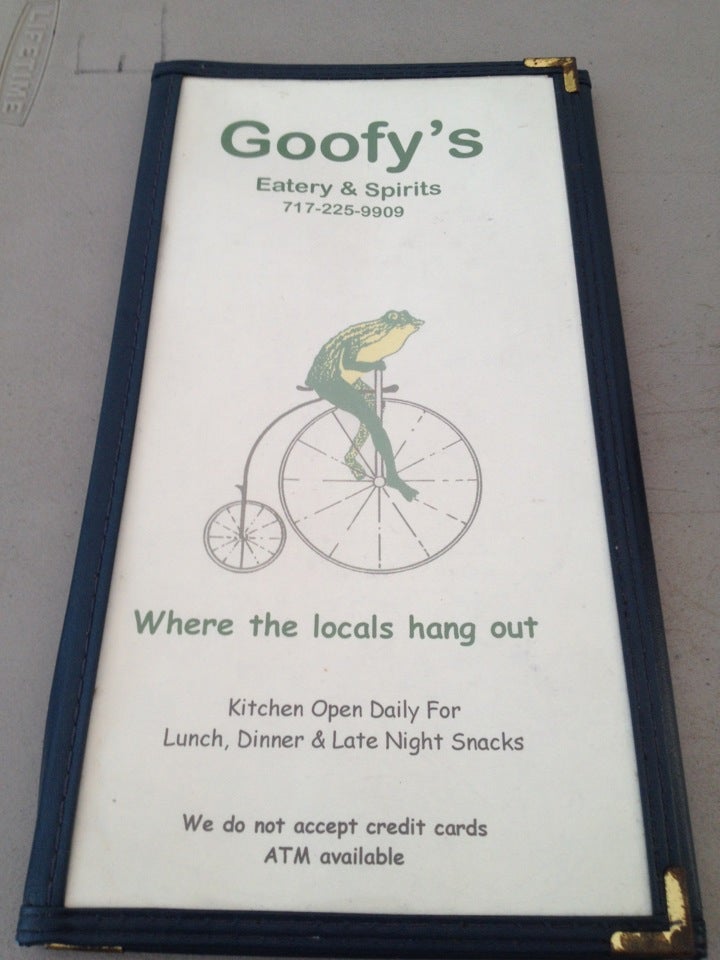 LIFETIME
Goofy's
Eatery & Spirits
717-225-9909
Where the locals hang out
Kitchen Open Daily For
Lunch, Dinner & Late Night Snacks
We do not accept credit cards
ATM available